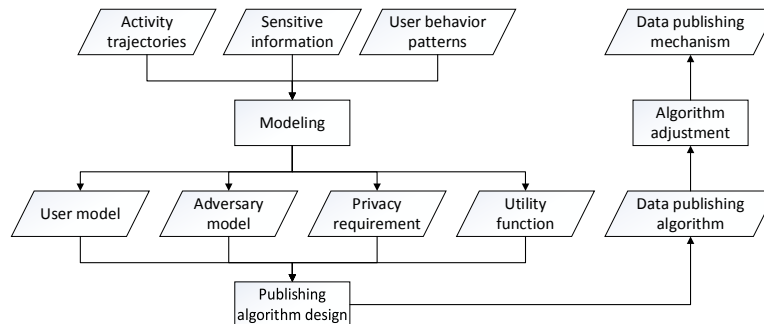 Activity
trajectories
Sensitive
information
User behavior
patterns
Data publishing
mechanism
Modeling
Algorithm
adjustment
User model
Adversary
model
Privacy
requirement
Utility
function
Data publishing
algorithm
Publishing
algorithm design